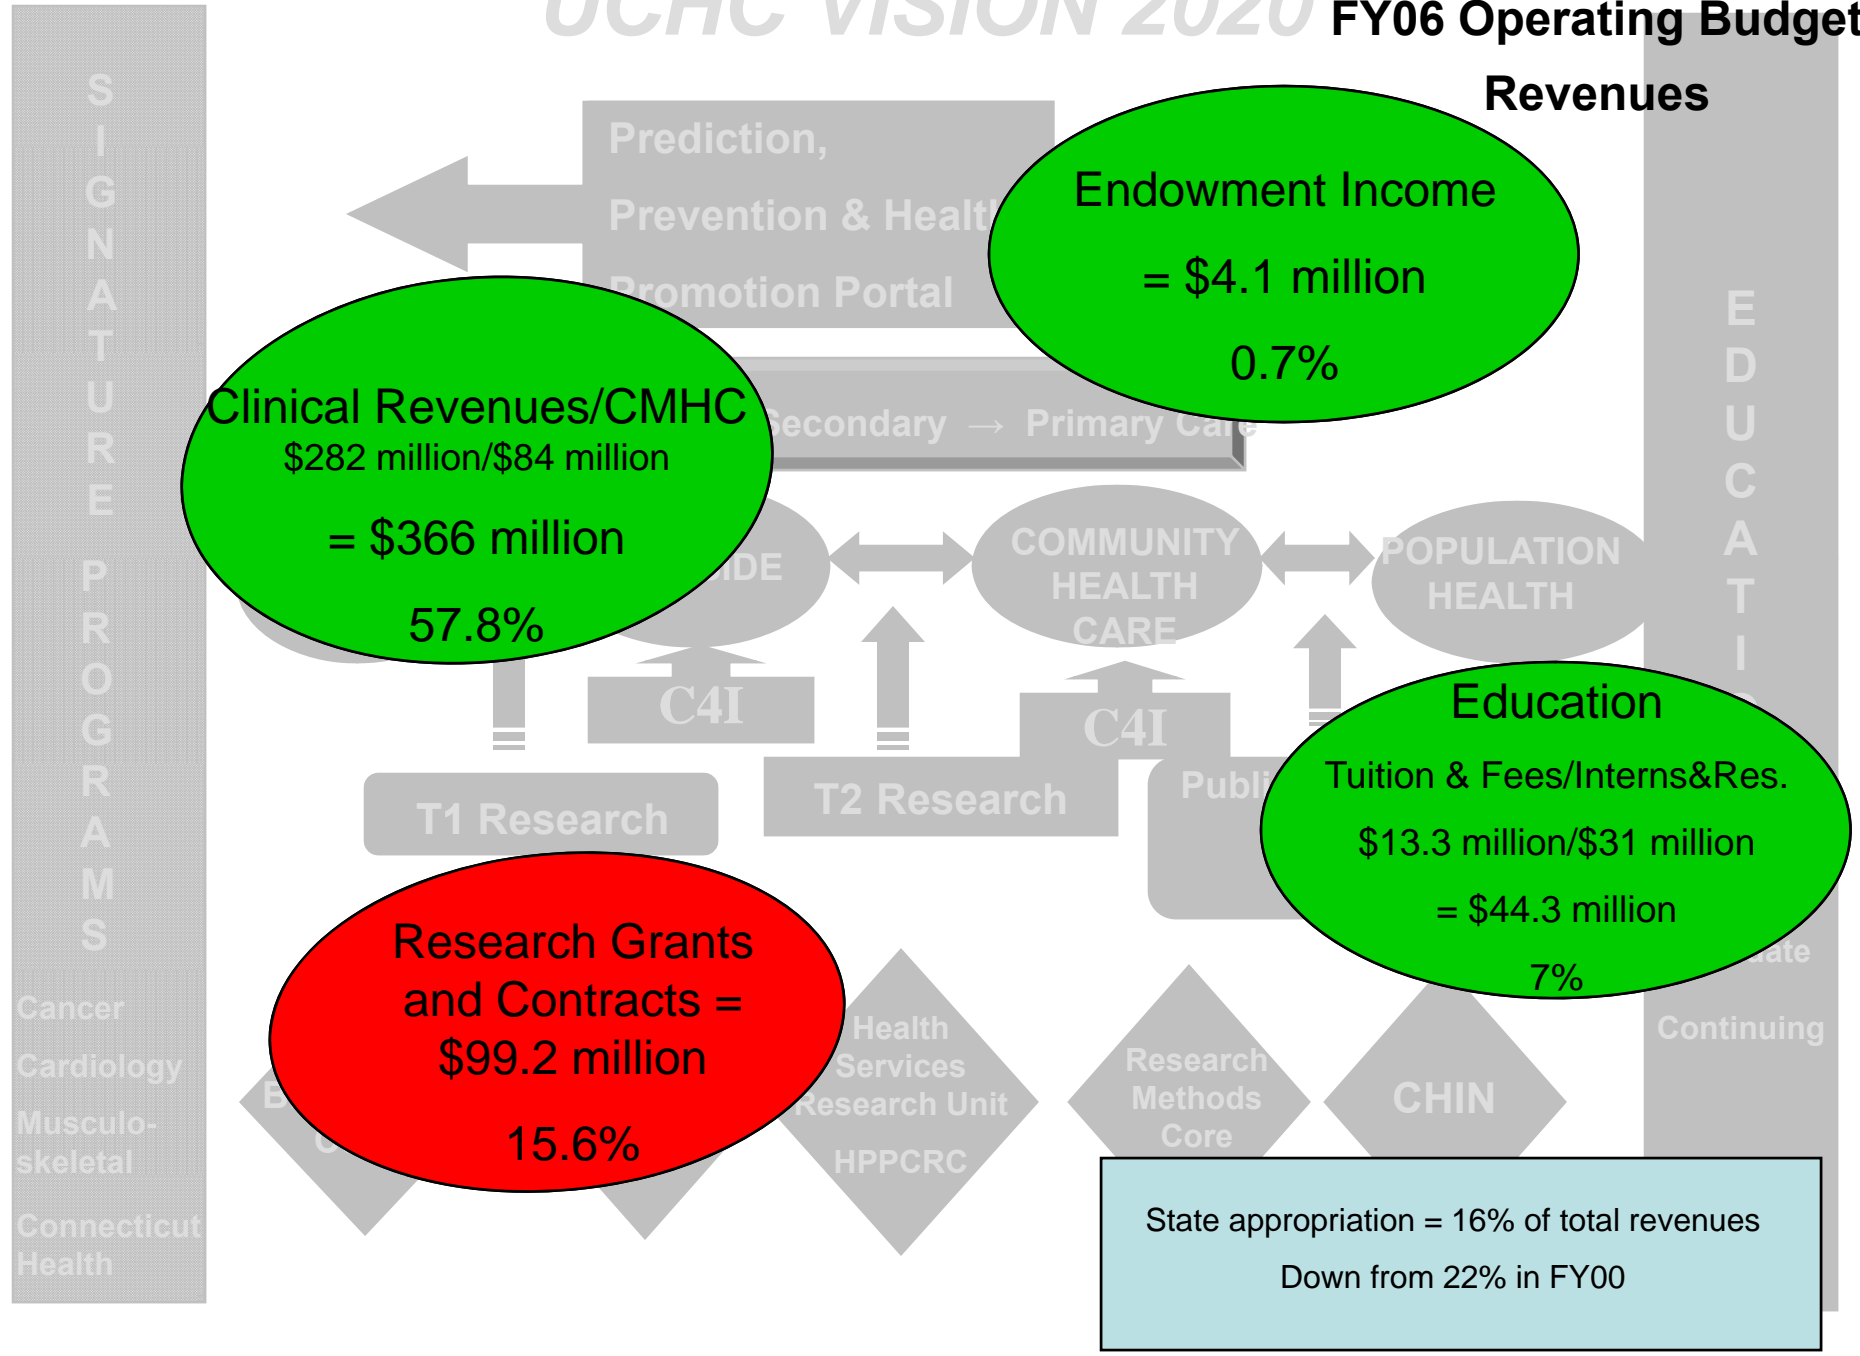 UCHC VISION 2020
FY06 Operating Budget
Revenues
SIGNATURE PROGRAMS
Cancer
Cardiology
Musculo-
skeletal
Connecticut
Health
Prediction,
Prevention & Health
Promotion Portal
Endowment Income
= $4.1 million
0.7%
Secondary → Primary Care
Clinical Revenues/CMHC
$282 million/$84 million
= $366 million
57.8%
COMMUNITY
HEALTH
CARE
POPULATION
HEALTH
C4I
C4I
T1 Research
T2 Research
Education
Tuition & Fees/Interns&Res.
$13.3 million/$31 million
= $44.3 million
7%
Continuing
Research Grants
and Contracts =
$99.2 million
15.6%
Health
Services
Research Unit
HPPCRC
Research
Methods
Core
CHIN
State appropriation = 16% of total revenues
Down from 22% in FY00